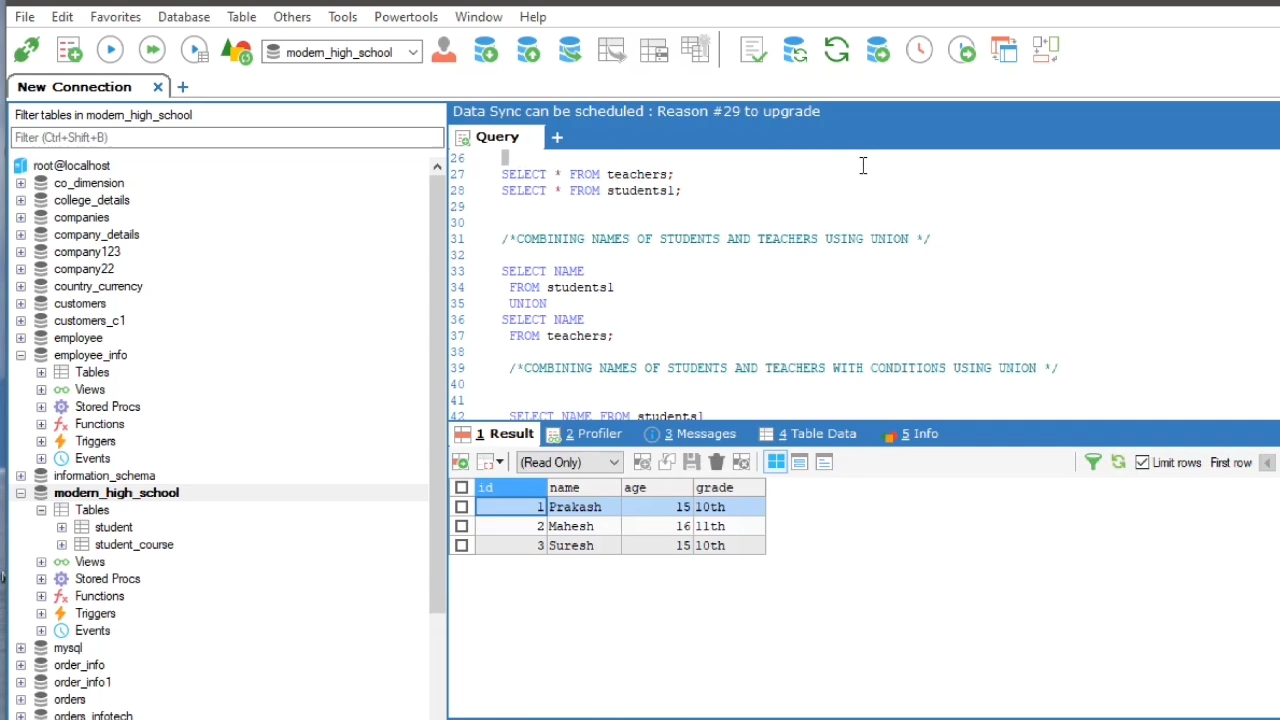 File Edit Favorites Database Table Others Tools Powertools Window Help
modern_high_school
New Connection
Filter tables in modern_high_school
Filter (Ctrl+Shift+B)
root@localhost
co_dimension
college_details
companies
company_details
company123
company22
country_currency
customers
customers_c1
employee
employee_info
Tables
Views
Stored Procs
Functions
Triggers
Events
information_schema
modern_high_school
Tables
student
student_course
Views
Stored Procs
Functions
Triggers
Events
mysql
order_info
order_info1
orders
orders_infotech
Data Sync can be scheduled : Reason #29 to upgrade
Query
26
27 SELECT * FROM teachers;
28 SELECT * FROM students1;
29
30
31 /*COMBINING NAMES OF STUDENTS AND TEACHERS USING UNION */
32
33 SELECT NAME
34 FROM students1
35 UNION
36 SELECT NAME
37 FROM teachers;
38
39 /*COMBINING NAMES OF STUDENTS AND TEACHERS WITH CONDITIONS USING UNION */
40
41
42 SELECT NAME FROM students1
1 Result 2 Profiler 3 Messages 4 Table Data 5 Info
(Read Only) Limit rows First row
id name age grade
1 Prakash 15 10th
2 Mahesh 16 11th
3 Suresh 15 10th